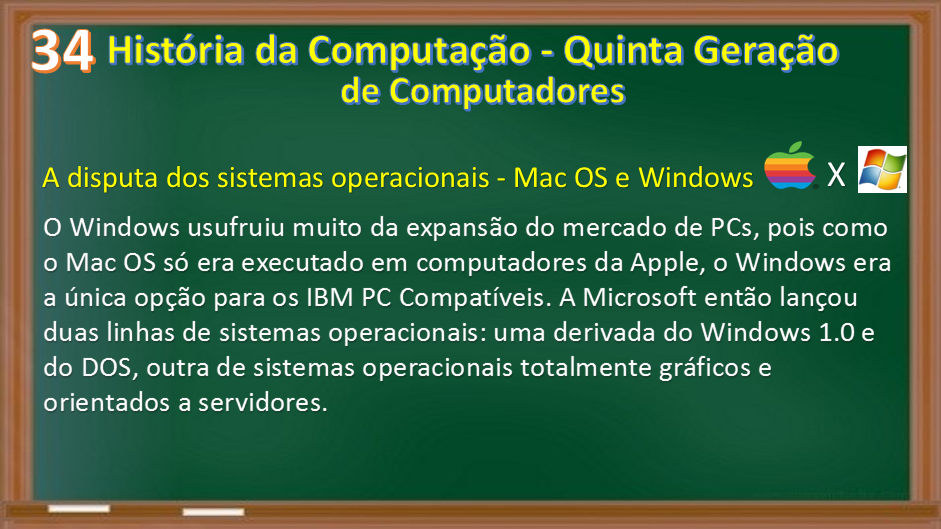 34 História da Computação - Quinta Geração
de Computadores
A disputa dos sistemas operacionais - Mac OS e Windows X
O Windows usufruiu muito da expansão do mercado de PCs, pois como
o Mac OS só era executado em computadores da Apple, o Windows era
a única opção para os IBM PC Compatíveis. A Microsoft então lançou
duas linhas de sistemas operacionais: uma derivada do Windows 1.0 e
do DOS, outra de sistemas operacionais totalmente gráficos e
orientados a servidores.